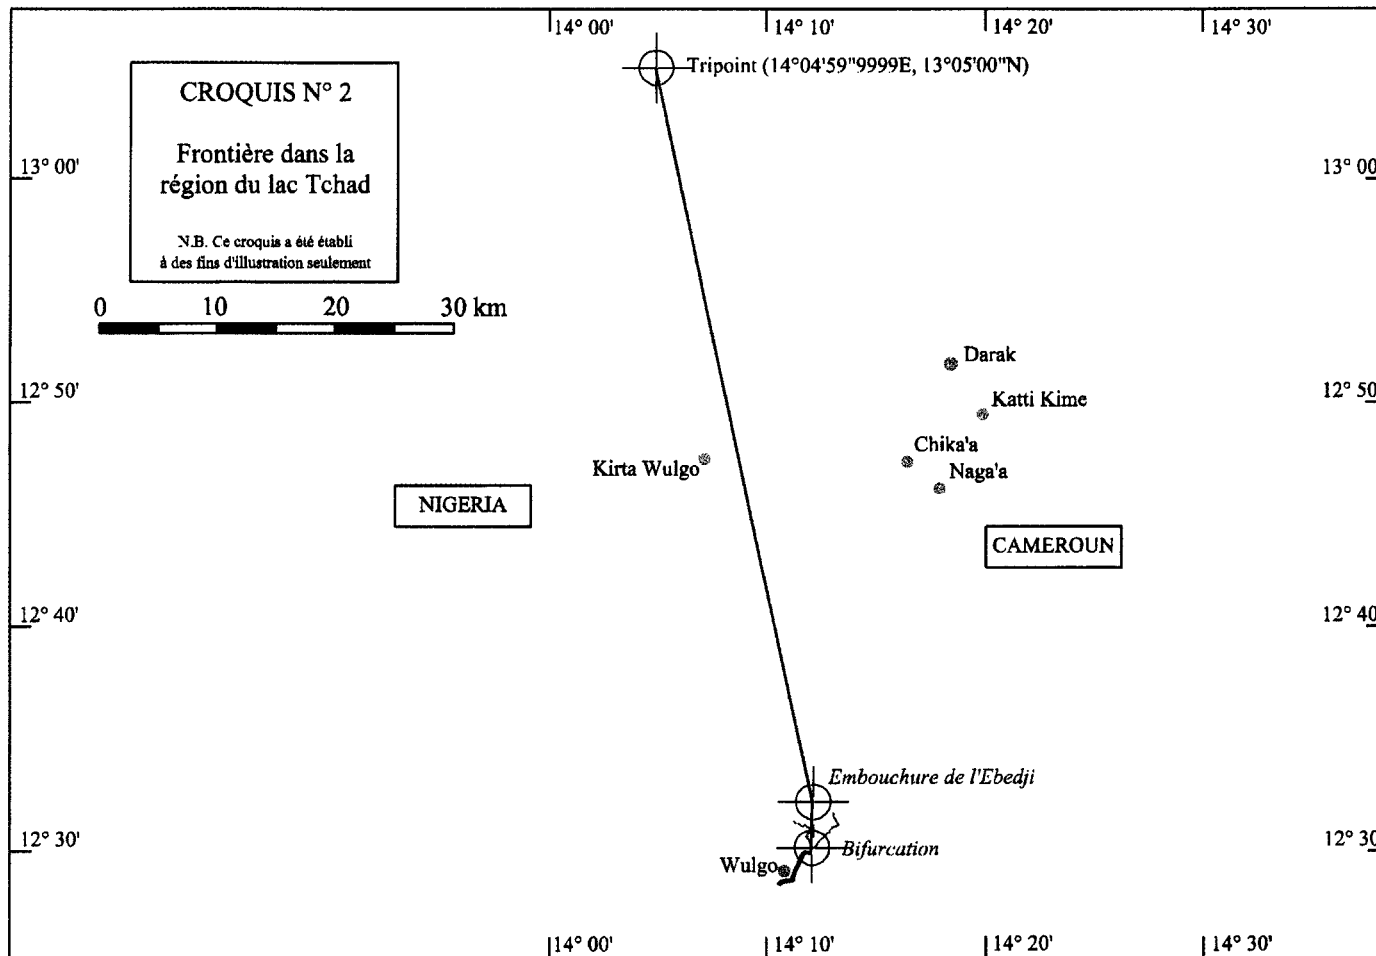 14° 00'
14° 10'
14° 20'
14° 30'
Tripoint (14°04'59"9999E, 13°05'00"N)
CROQUIS N° 2
Frontière dans la
région du lac Tchad
N.B. Ce croquis a été établi
à des fins d'illustration seulement
13° 00'
13° 00'
0 10 20 30 km
Darak
12° 50'
Katti Kime
12° 50'
Chika'a
Kirta Wulgo
Naga'a
NIGERIA
CAMEROUN
12° 40'
12° 40'
Embouchure de l'Ebedji
12° 30'
Bifurcation
12° 30
Wulgo
14° 00'
14° 10'
14° 20'
14° 30'